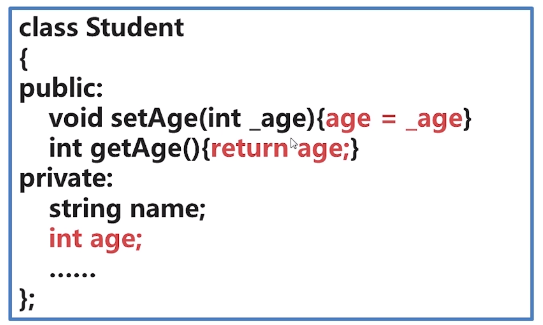 class Student
{
public:
void setAge(int _age){age = _age}
int getAge(){return age;}
private:
string name;
int age;
......
};